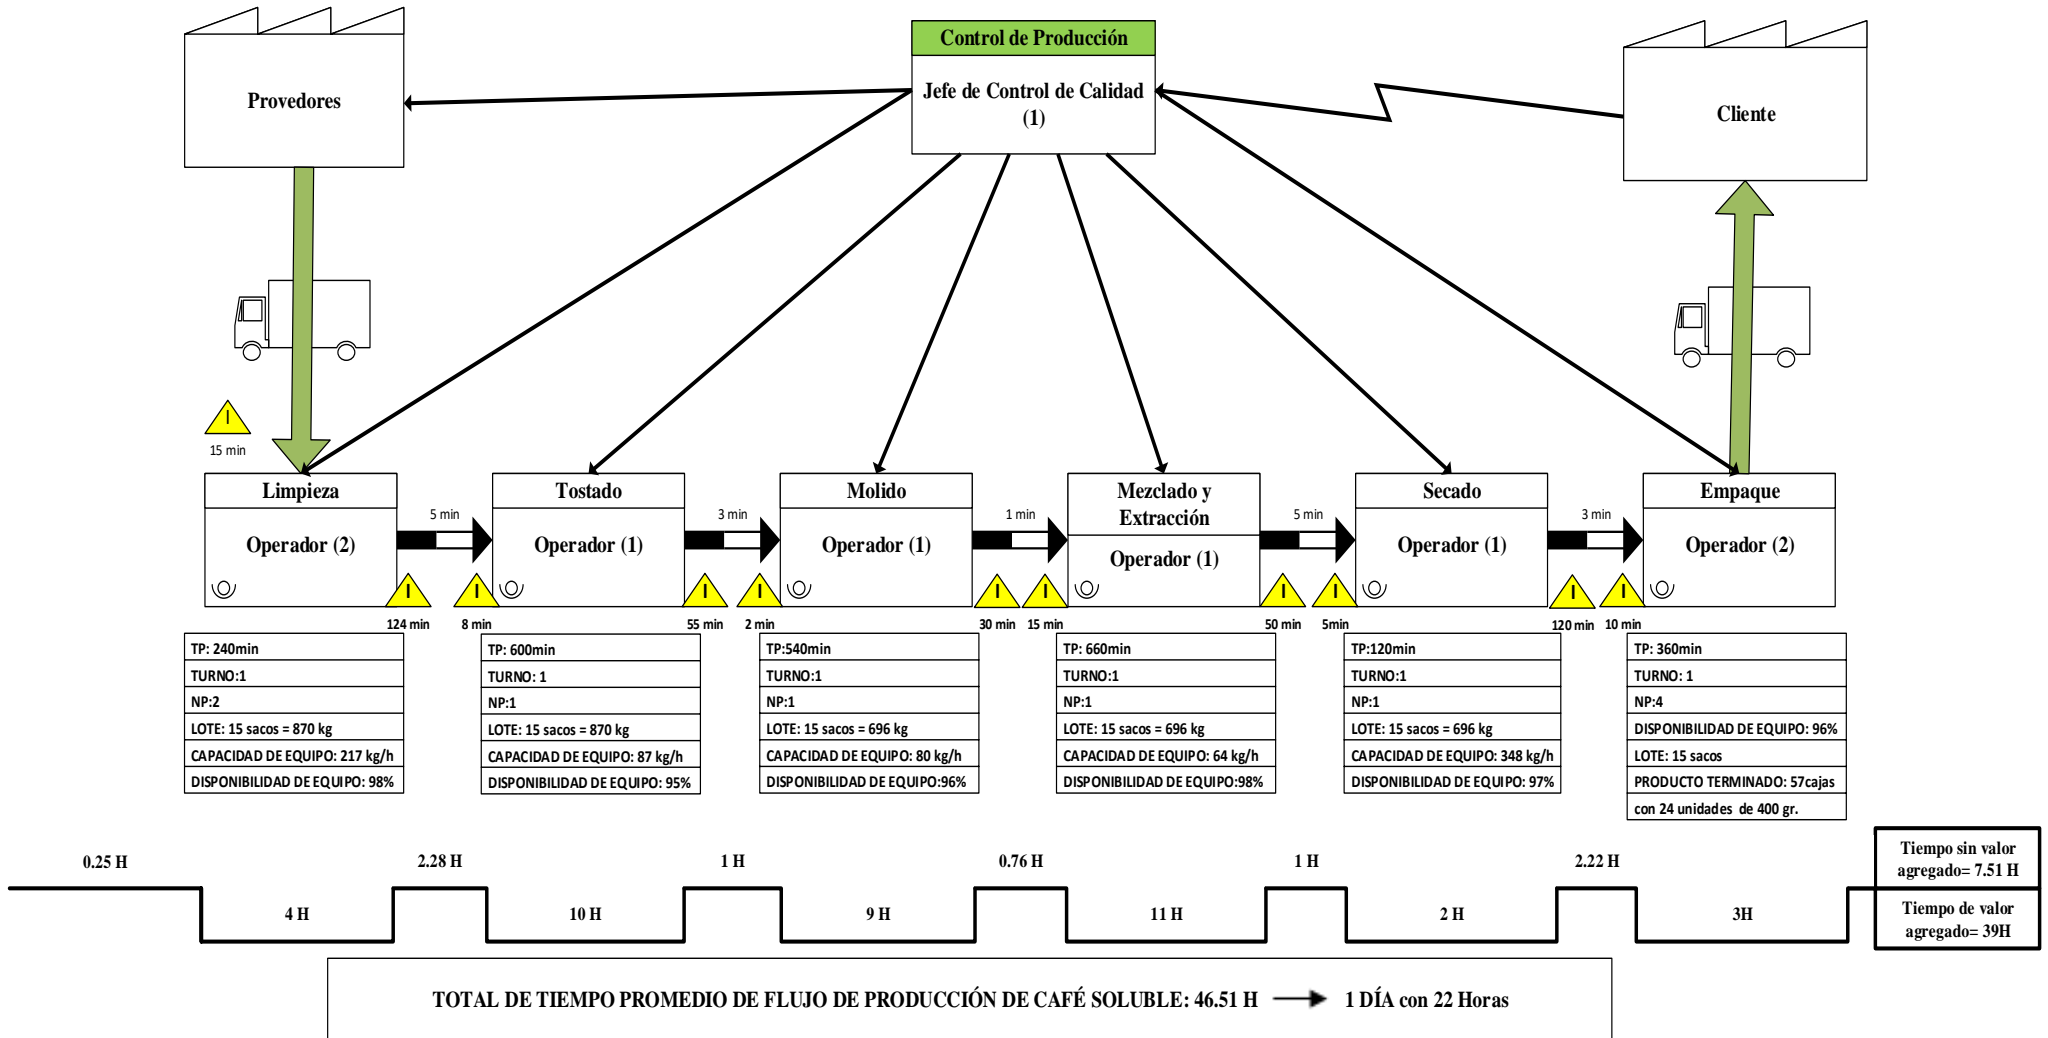 Control de Producción
Jefe de Control de Calidad
(1)
Provedores
Cliente
I
15 min
Limpieza
Operador (2)
5 min
I
124 min
I
8 min
Tostado
Operador (1)
3 min
I
55 min
I
2 min
Molido
Operador (1)
1 min
I
30 min
I
15 min
Mezclado y
Extracción
Operador (1)
5 min
I
50 min
I
5min
Secado
Operador (1)
3 min
I
120 min
I
10 min
Empaque
Operador (2)
TP: 240min
TURNO:1
NP:2
LOTE: 15 sacos = 870 kg
CAPACIDAD DE EQUIPO: 217 kg/h
DISPONIBILIDAD DE EQUIPO: 98%
TP: 600min
TURNO: 1
NP:1
LOTE: 15 sacos = 870 kg
CAPACIDAD DE EQUIPO: 87 kg/h
DISPONIBILIDAD DE EQUIPO: 95%
TP:540min
TURNO:1
NP:1
LOTE: 15 sacos = 696 kg
CAPACIDAD DE EQUIPO: 80 kg/h
DISPONIBILIDAD DE EQUIPO:96%
TP: 660min
TURNO:1
NP:1
LOTE: 15 sacos = 696 kg
CAPACIDAD DE EQUIPO: 64 kg/h
DISPONIBILIDAD DE EQUIPO:98%
TP:120min
TURNO:1
NP:1
LOTE: 15 sacos = 696 kg
CAPACIDAD DE EQUIPO: 348 kg/h
DISPONIBILIDAD DE EQUIPO: 97%
TP: 360min
TURNO: 1
NP:4
DISPONIBILIDAD DE EQUIPO: 96%
LOTE: 15 sacos
PRODUCTO TERMINADO: 57cajas
con 24 unidades de 400 gr.
0.25 H
2.28 H
1 H
0.76 H
1 H
2.22 H
Tiempo sin valor
agregado= 7.51 H
4 H
10 H
9 H
11 H
2 H
3H
Tiempo de valor
agregado= 39H
TOTAL DE TIEMPO PROMEDIO DE FLUJO DE PRODUCCIÓN DE CAFÉ SOLUBLE: 46.51 H 1 DÍA con 22 Horas